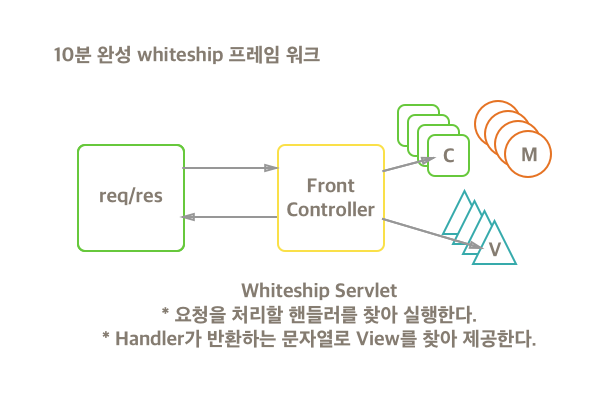 10분 완성 whiteship 프레임 워크
req/res
Front
Controller
C
M
V
Whiteship Servlet
* 요청을 처리할 핸들러를 찾아 실행한다.
* Handler가 반환하는 문자열로 View를 찾아 제공한다.